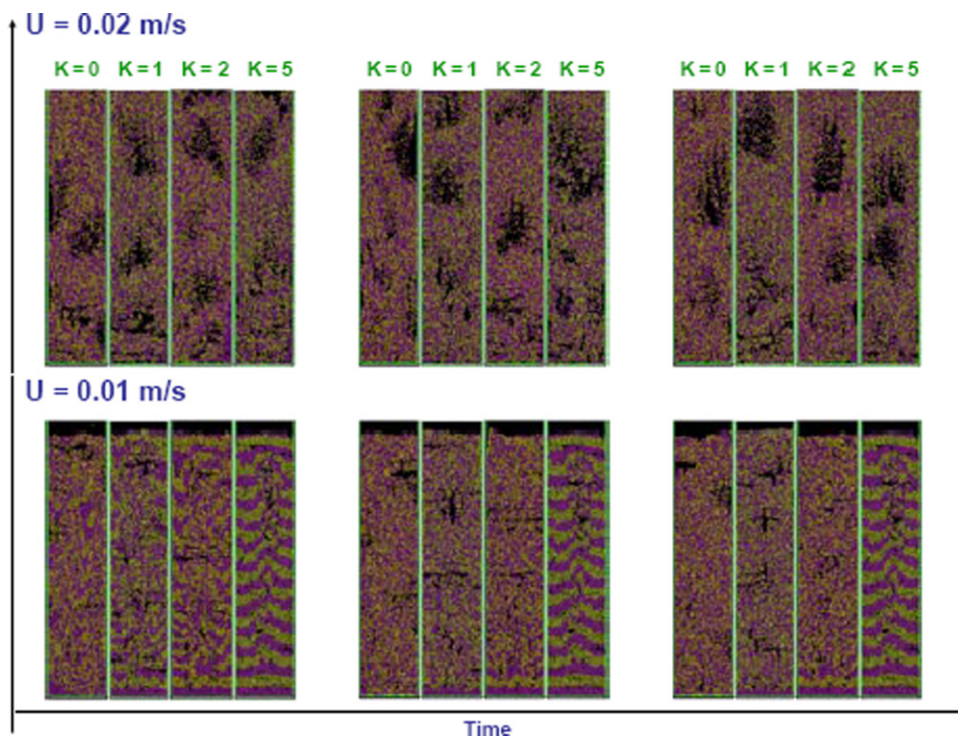 U = 0.02 m/s
K = 0 K = 1 K = 2 K = 5 K = 0 K = 1 K = 2 K = 5 K = 0 K = 1 K = 2 K = 5
U = 0.01 m/s
Time